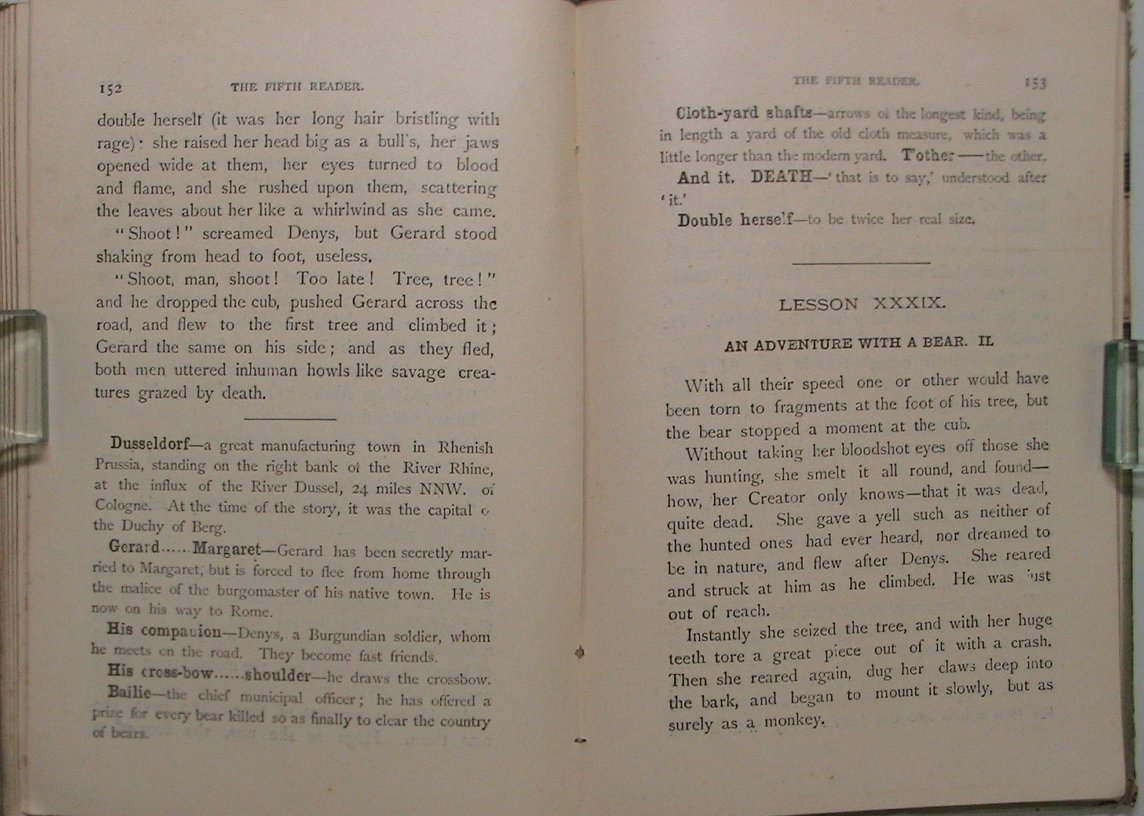 152 THE FIFTH READER.
double herself (it was her long hair bristling with
rage): she raised her head big as a bull's, her jaws
opened wide at them, her eyes turned to blood
and flame, and she rushed upon them, scattering
the leaves about her like a whirlwind as she came.
"Shoot!" screamed Denys, but Gerard stood
shaking from head to foot, useless.
"Shoot, man, shoot! Too late! Tree, tree!"
and he dropped the cub, pushed Gerard across the
road, and flew to the first tree and climbed it;
Gerard the same on his side; and as they fled,
both men uttered inhuman howls like savage crea-
tures grazed by death.
Dusseldorf—a great manufacturing town in Rhenish
Prussia, standing on the right bank of the River Rhine,
at the influx of the River Dussel, 24 miles NNW. of
Cologne. At the time of the story, it was the capital o
the Duchy of Berg.
Gerard......Margaret—Gerard has been secretly mar-
ried to Margaret, but is forced to flee from home through
the malice of the burgomaster of his native town. He is
now on his way to Rome.
His companion—Denys, a Burgundian soldier, whom
he meets on the road. They become fast friends.
His cross-bow......shoulder—he draws the crossbow.
Bailie—the chief municipal officer; he has offered a
prize for every bear killed so as finally to clear the country
of bears.
THE FIFTH READER. 153
Cloth-yard shafts—arrows of the longest kind, being
in length a yard of the old cloth measure, which was a
little longer than the modern yard. T'other—the other.
And it. DEATH—'that is to say,' understood after
'it.'
Double herself—to be twice her real size.
LESSON XXXIX.
AN ADVENTURE WITH A BEAR. II.
With all their speed one or other would have
been torn to fragments at the foot of his tree, but
the bear stopped a moment at the cub.
Without taking her bloodshot eyes off those she
was hunting, she smelt it all round, and found—
how, her Creator only knows—that it was dead,
quite dead. She gave a yell such as neither of
the hunted ones had ever heard, nor dreamed to
be in nature, and flew after Denys. She reared
and struck at him as he climbed. He was just
out of reach.
Instantly she seized the tree, and with her huge
teeth tore a great piece out of it with a crash.
Then she reared again, dug her claws deep into
the bark, and began to mount it slowly, but as
surely as a monkey.